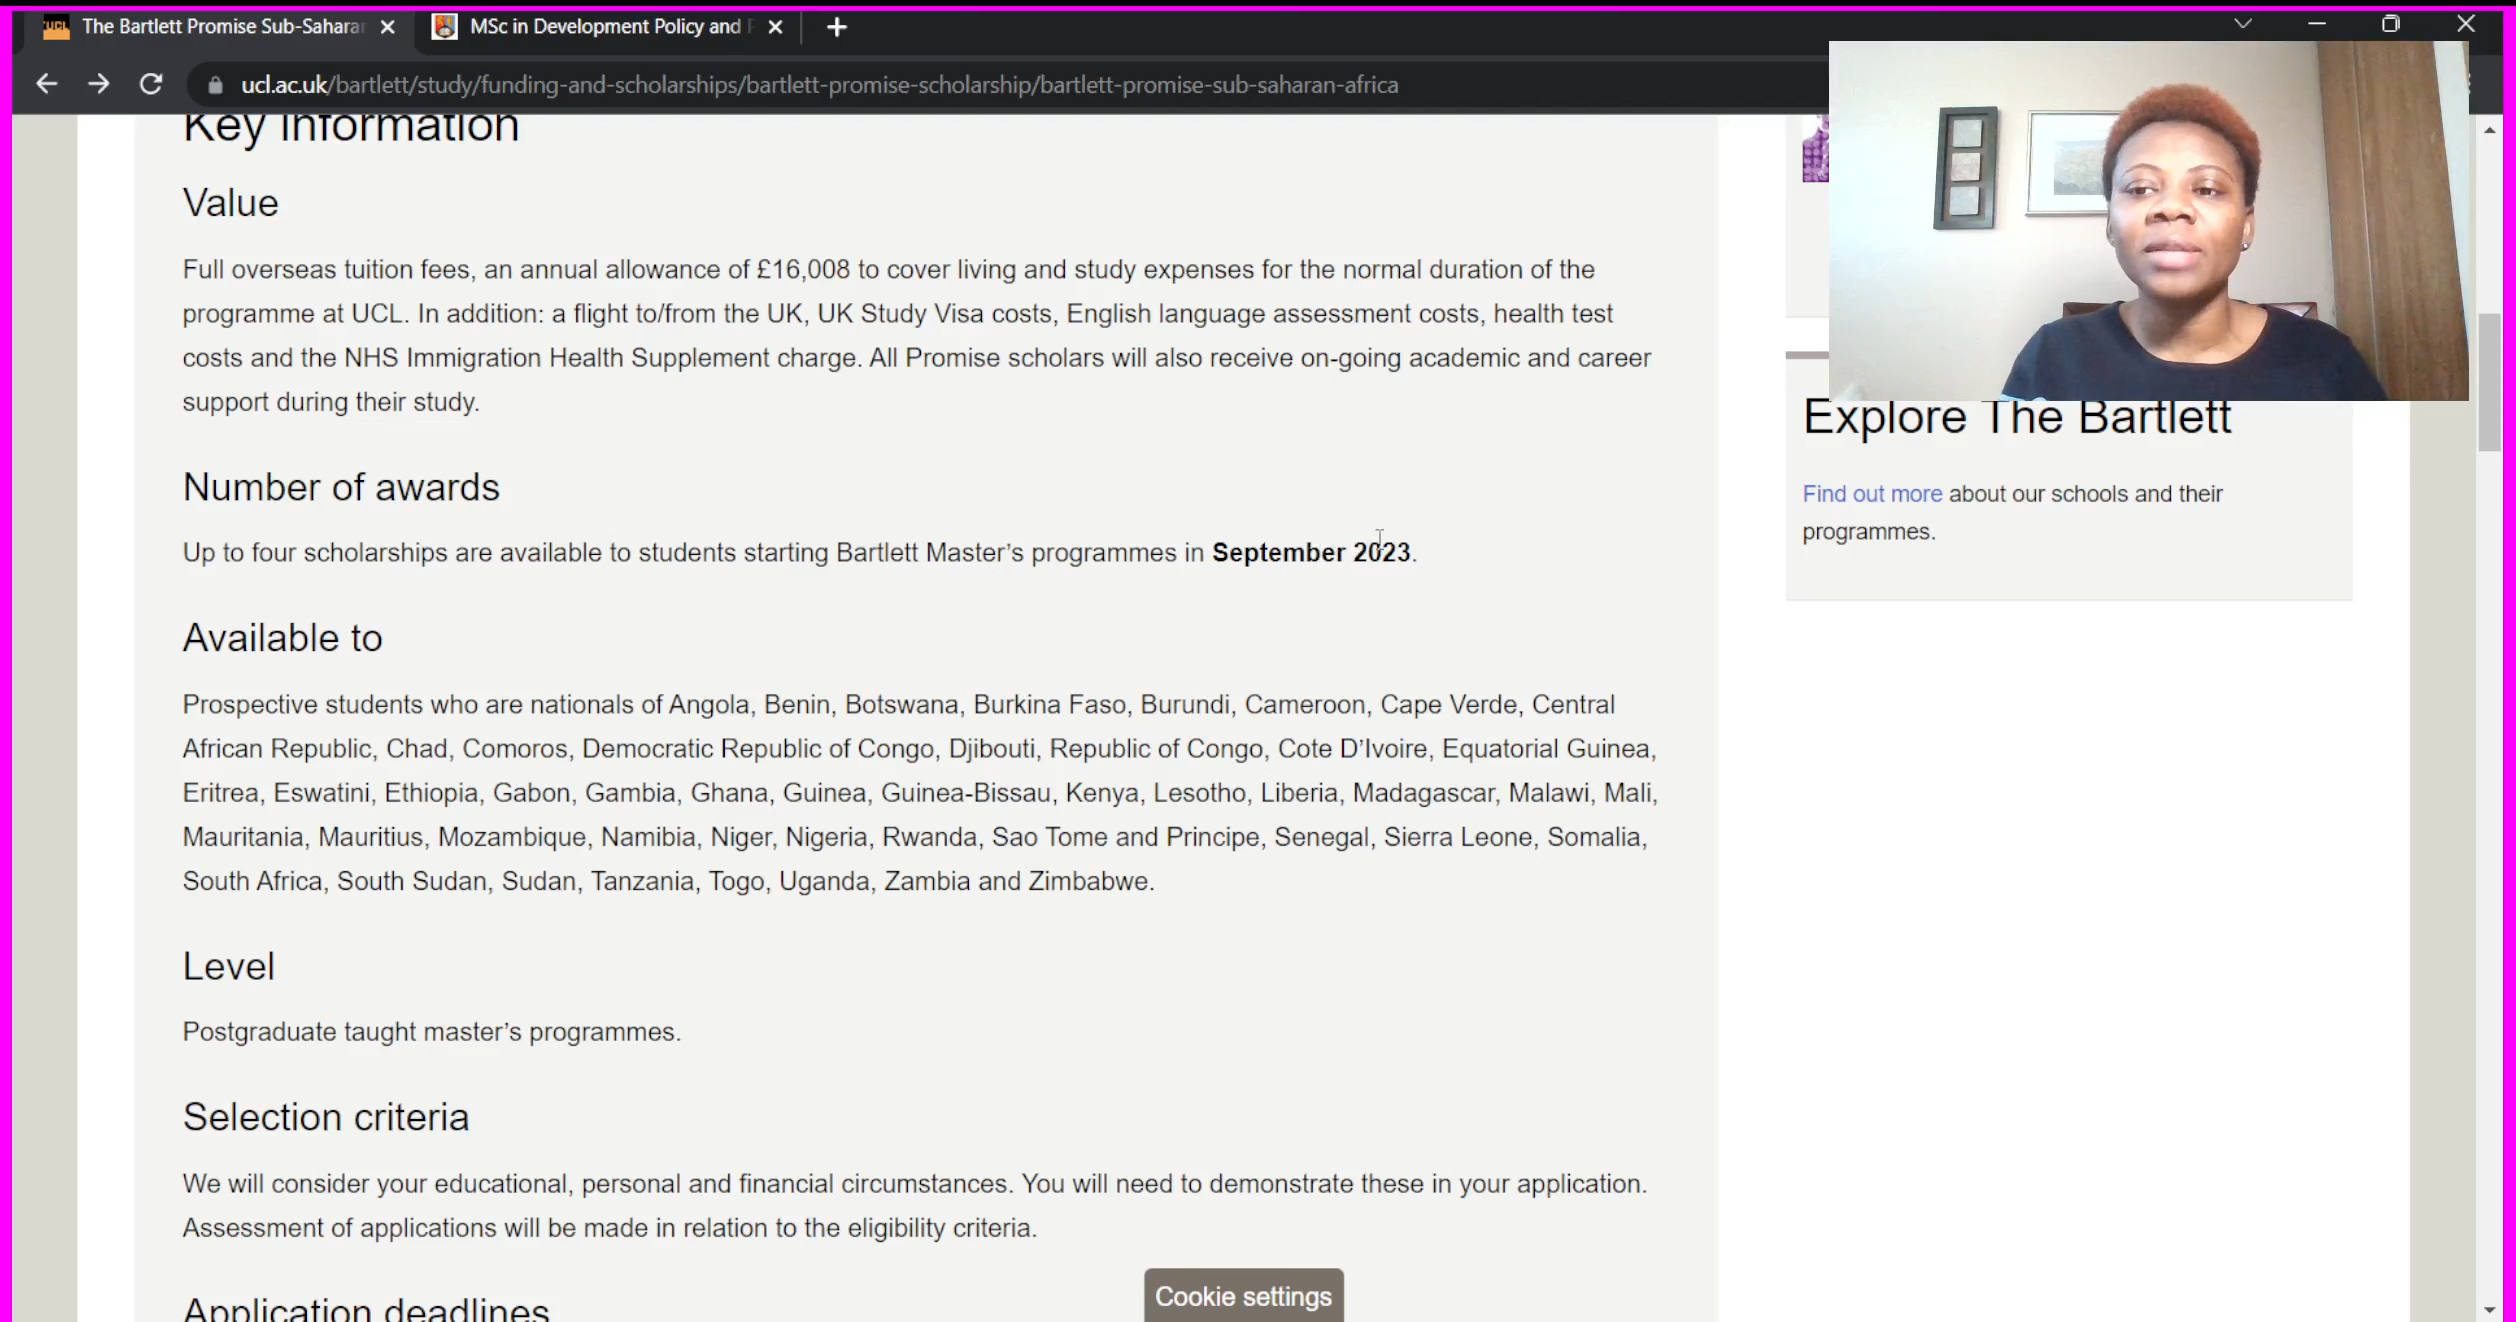 The Bartlett Promise Sub-Saharan
MSc in Development Policy and P
ucl.ac.uk/bartlett/study/funding-and-scholarships/bartlett-promise-scholarship/bartlett-promise-sub-saharan-africa
Key information
Value
Full overseas tuition fees, an annual allowance of £16,008 to cover living and study expenses for the normal duration of the
programme at UCL. In addition: a flight to/from the UK, UK Study Visa costs, English language assessment costs, health test
costs and the NHS Immigration Health Supplement charge. All Promise scholars will also receive on-going academic and career
support during their study.
Number of awards
Up to four scholarships are available to students starting Bartlett Master’s programmes in September 2023.
Available to
Prospective students who are nationals of Angola, Benin, Botswana, Burkina Faso, Burundi, Cameroon, Cape Verde, Central
African Republic, Chad, Comoros, Democratic Republic of Congo, Djibouti, Republic of Congo, Cote D’Ivoire, Equatorial Guinea,
Eritrea, Eswatini, Ethiopia, Gabon, Gambia, Ghana, Guinea, Guinea-Bissau, Kenya, Lesotho, Liberia, Madagascar, Malawi, Mali,
Mauritania, Mauritius, Mozambique, Namibia, Niger, Nigeria, Rwanda, Sao Tome and Principe, Senegal, Sierra Leone, Somalia,
South Africa, South Sudan, Sudan, Tanzania, Togo, Uganda, Zambia and Zimbabwe.
Level
Postgraduate taught master’s programmes.
Selection criteria
We will consider your educational, personal and financial circumstances. You will need to demonstrate these in your application.
Assessment of applications will be made in relation to the eligibility criteria.
Application deadlines
Explore The Bartlett
Find out more about our schools and their
programmes.
Cookie settings